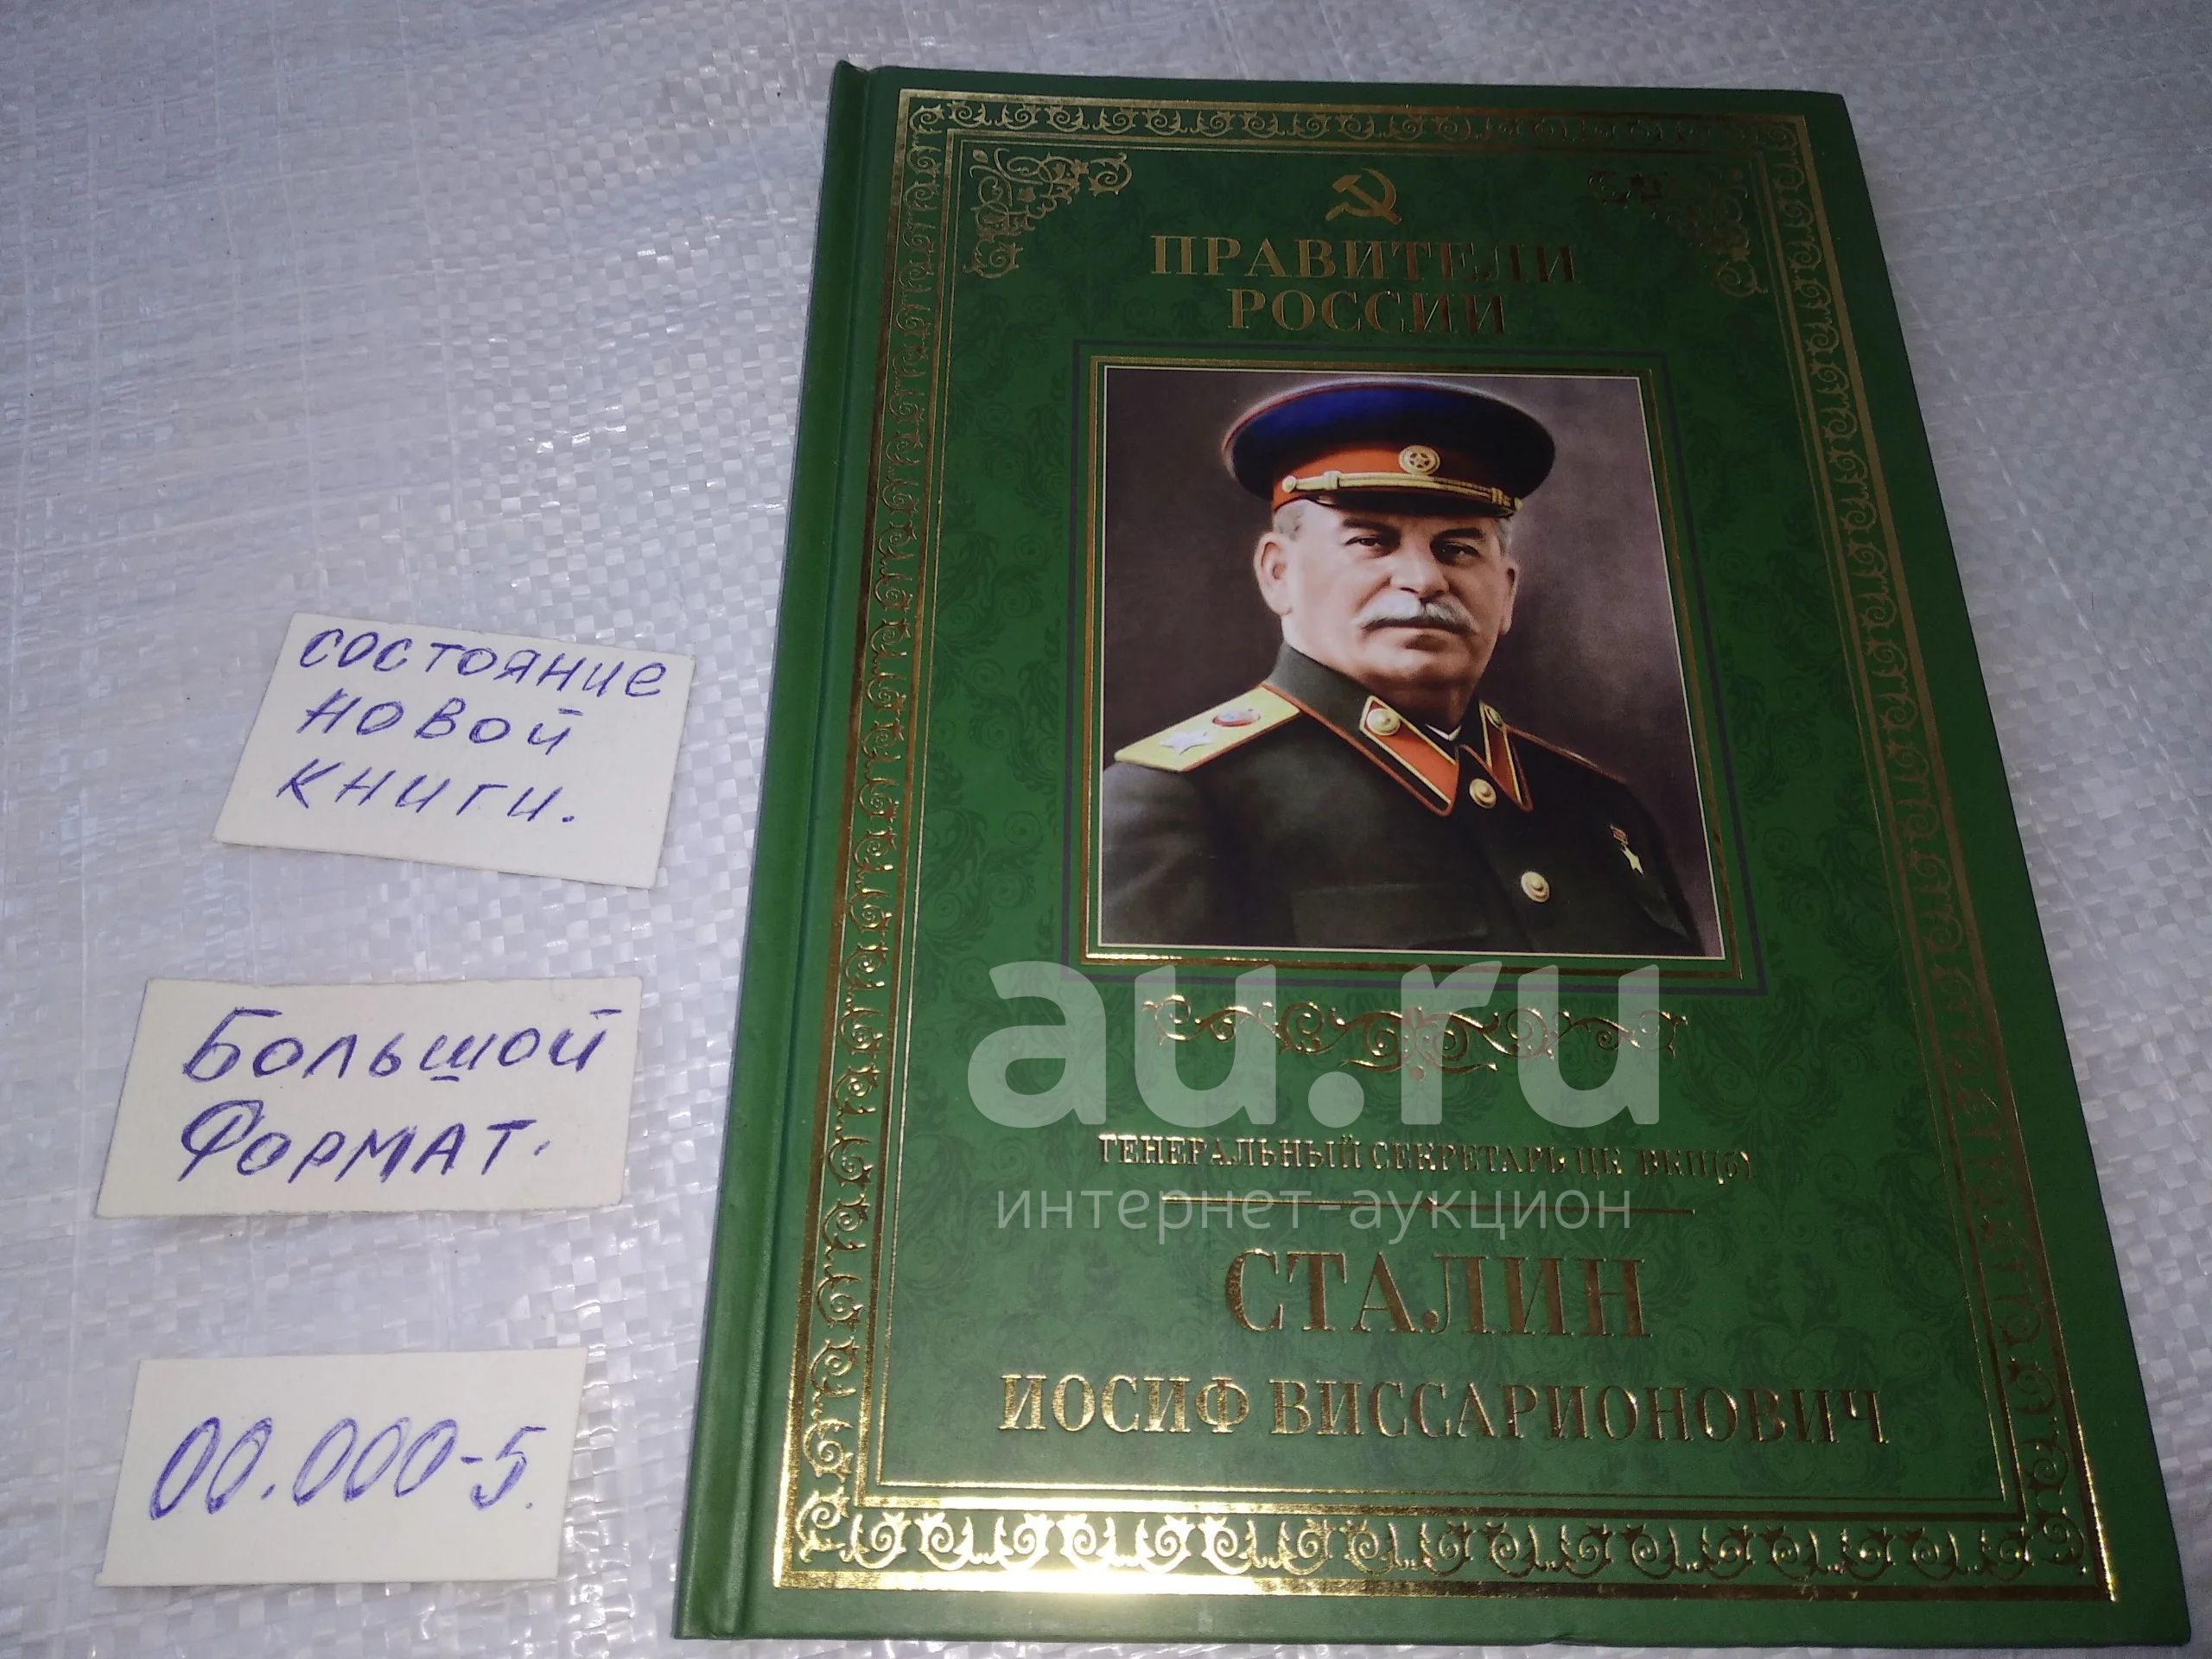 состояние
новой
книги.
Большой
формат.
00.000-5.
ПРАВИТЕЛИ
РОССИИ
au.ru
ГЕНЕРАЛЬНЫЙ СЕКРЕТАРЬ ЦК ВКП(б)
интернет-аукцион
СТАЛИН
ИОСИФ ВИССАРИОНОВИЧ